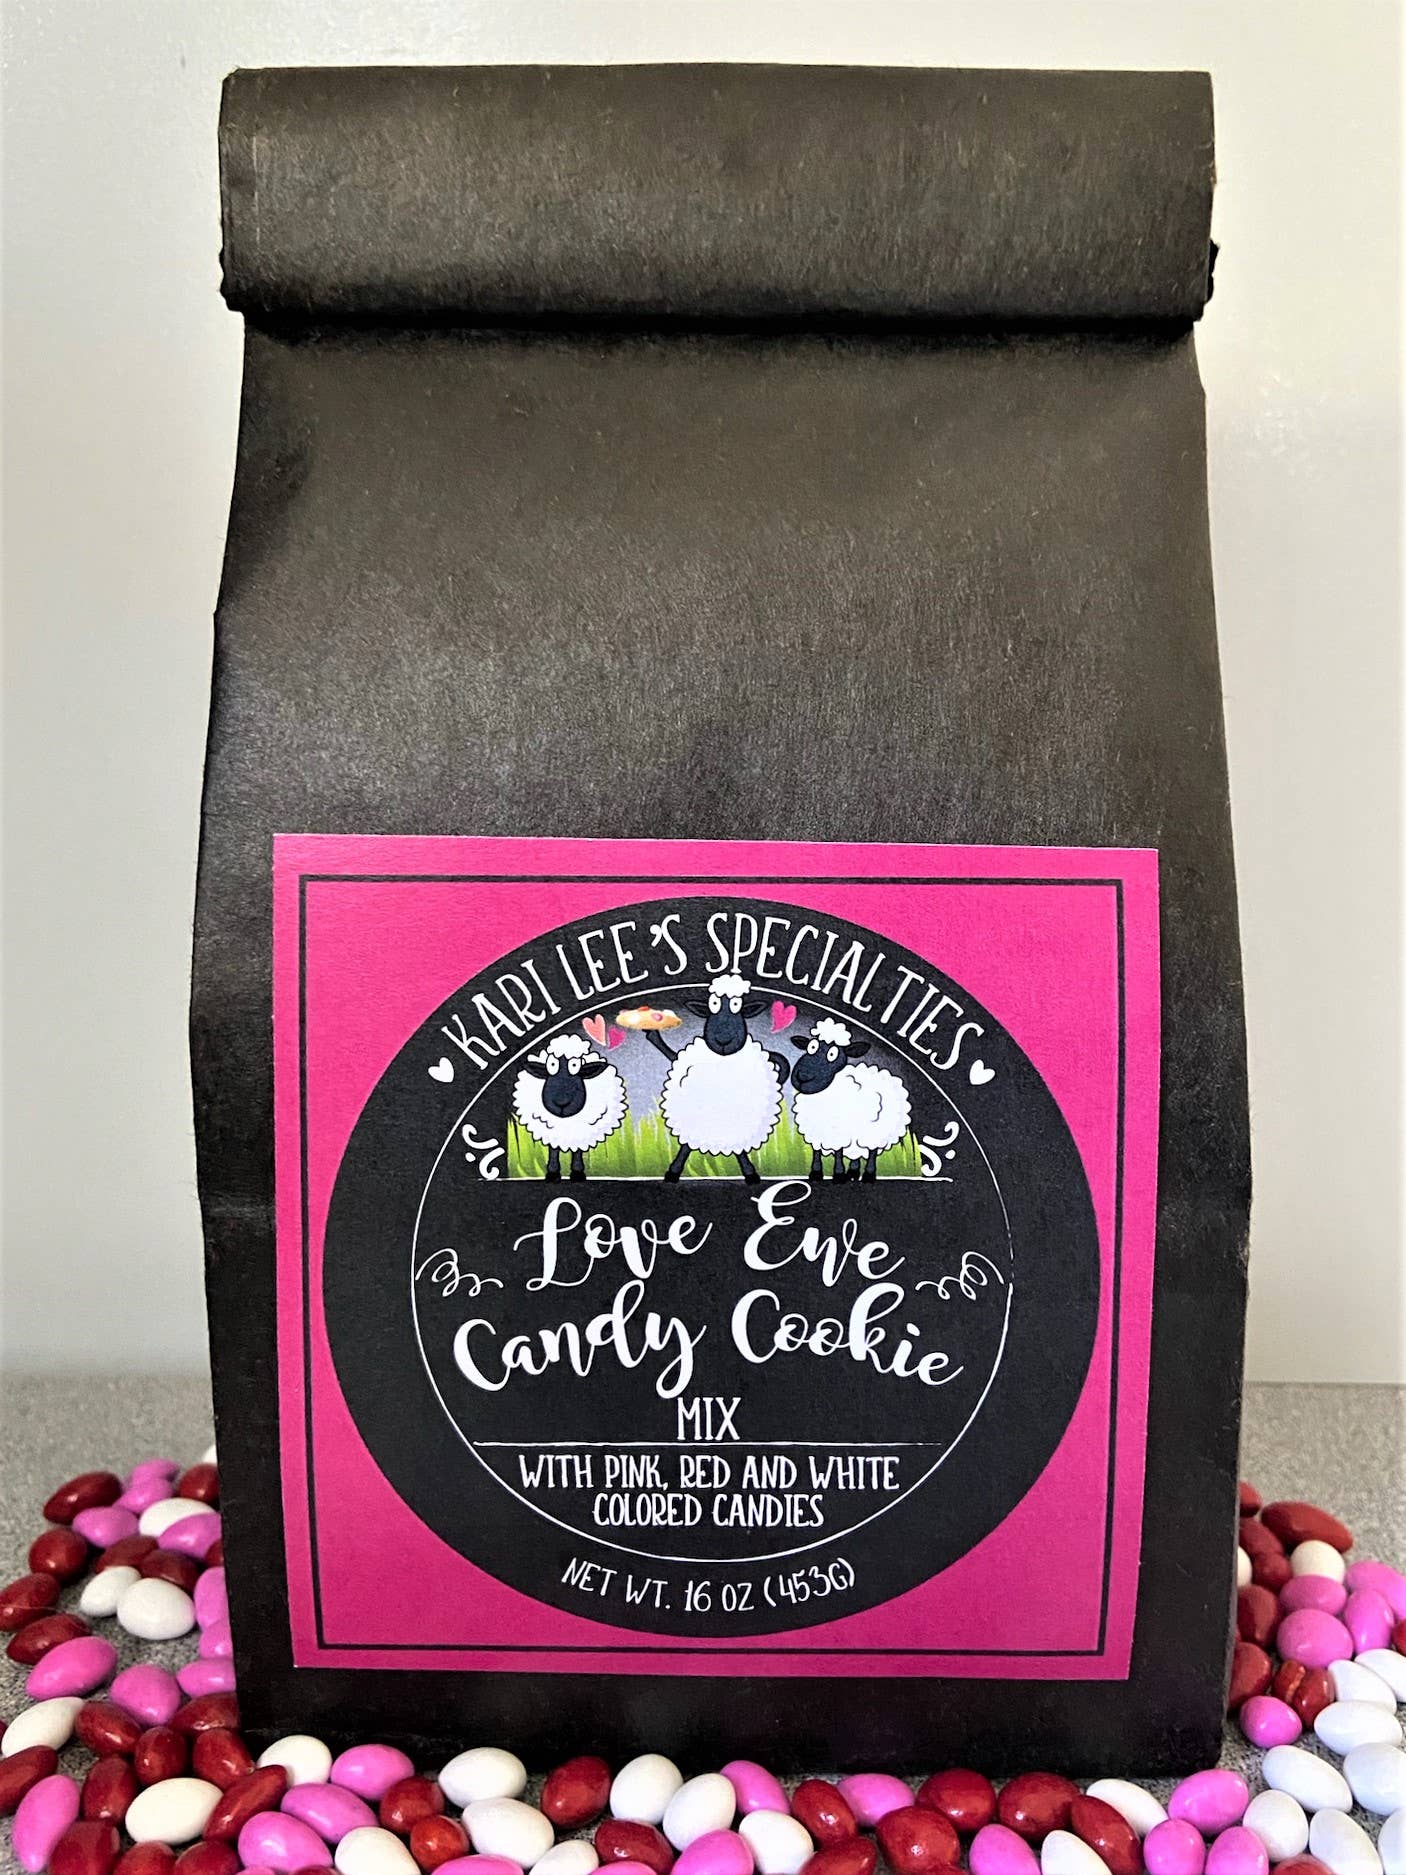 KARI LEE'S SPECIALTIES
Love Ewe
Candy Cookie
MIX
WITH PINK, RED AND WHITE
COLORED CANDIES
NET WT. 16 OZ (453G)